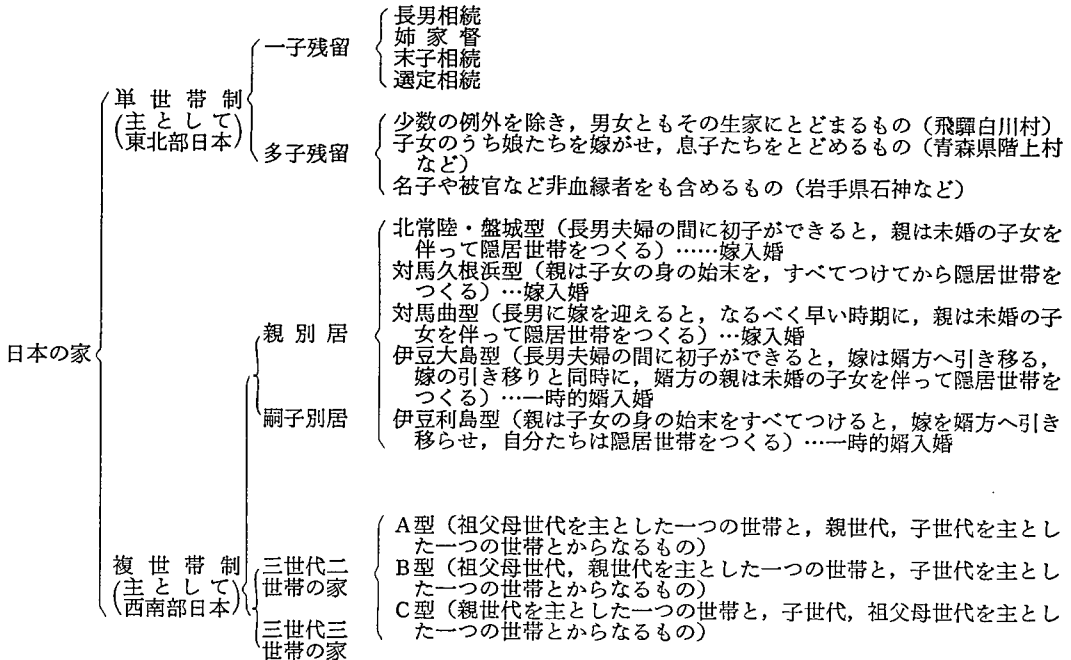 長男相続
姉家督
末子相続
選定相続
一子残留
単世帯制
(主として
東北部日本)
少数の例外を除き，男女ともその生家にとどまるもの（飛驒白川村）
子女のうち娘たちを嫁がせ，息子たちをとどめるもの（青森県階上村
など）
名子や被官など非血縁者をも含めるもの（岩手県石神など）
多子残留
日本の家
北常陸・盤城型（長男夫婦の間に初子ができると，親は未婚の子女を
伴って隠居世帯をつくる）……嫁入婚
対馬久根浜型（親は子女の身の始末を，すべてつけてから隠居世帯を
つくる）…嫁入婚
対馬曲型（長男に嫁を迎えると，なるべく早い時期に，親は未婚の子
女を伴って隠居世帯をつくる）…嫁入婚
伊豆大島型（長男夫婦の間に初子ができると，嫁は婿方へ引き移る，
嫁の引き移りと同時に，婿方の親は未婚の子女を伴って隠居世帯を
つくる）…一時的婿入婚
伊豆利島型（親は子女の身の始末をすべてつけると，嫁を婿方へ引き
移らせ，自分たちは隠居世帯をつくる）…一時的婿入婚
親別居
嗣子別居
複世帯制
(主として
西南部日本)
三世代二
世帯の家
三世代三
世帯の家
A型（祖父母世代を主とした一つの世帯と，親世代，子世代を主とし
た一つの世帯とからなるもの）
B型（祖父母世代，親世代を主とした一つの世帯と，子世代を主とし
た一つの世帯とからなるもの）
C型（親世代を主とした一つの世帯と，子世代，祖父母世代を主とし
た一つの世帯とからなるもの）